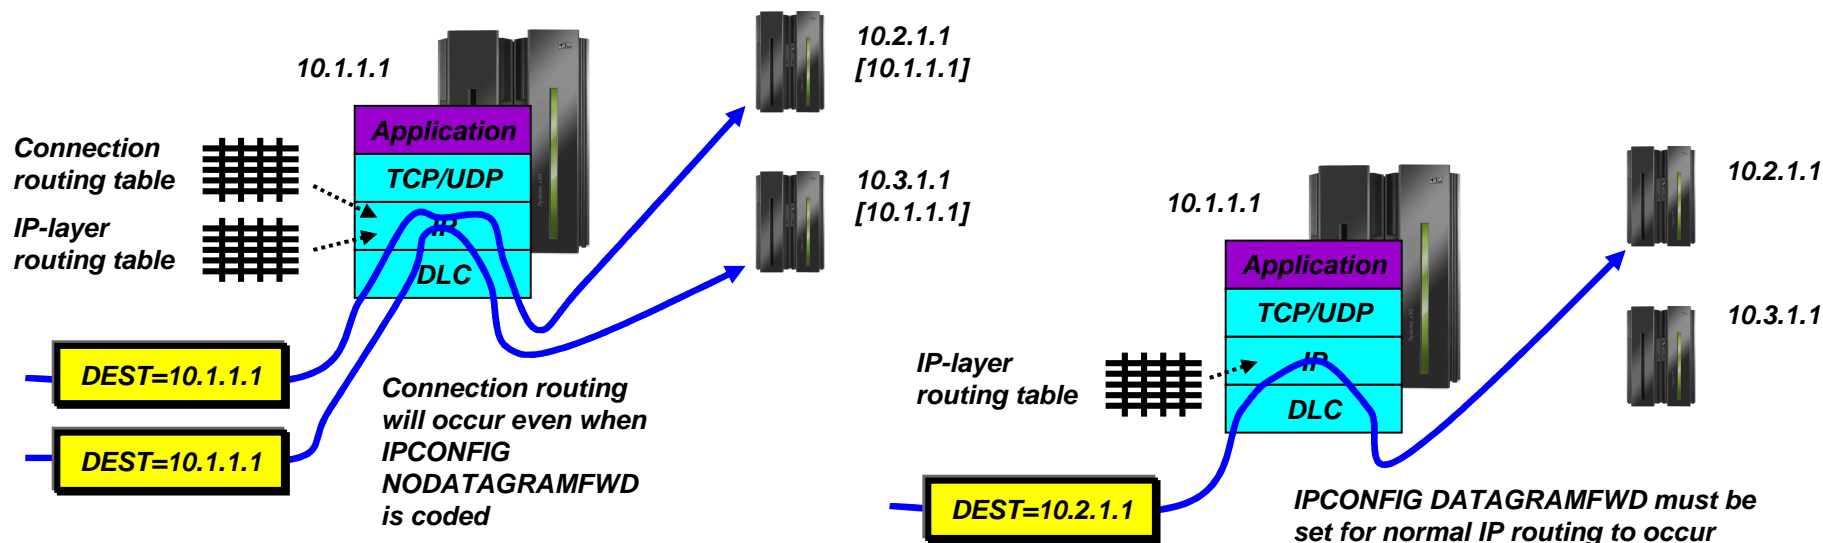 10.1.1.1
10.2.1.1
[10.1.1.1]
Connection
routing table
IP-layer
routing table
Application
TCP/UDP
IP
DLC
10.3.1.1
[10.1.1.1]
DEST=10.1.1.1
DEST=10.1.1.1
Connection routing
will occur even when
IPCONFIG
NODATAGRAMFWD
is coded
10.1.1.1
10.2.1.1
10.3.1.1
Application
TCP/UDP
IP
DLC
IP-layer
routing table
DEST=10.2.1.1
IPCONFIG DATAGRAMFWD must be
set for normal IP routing to occur